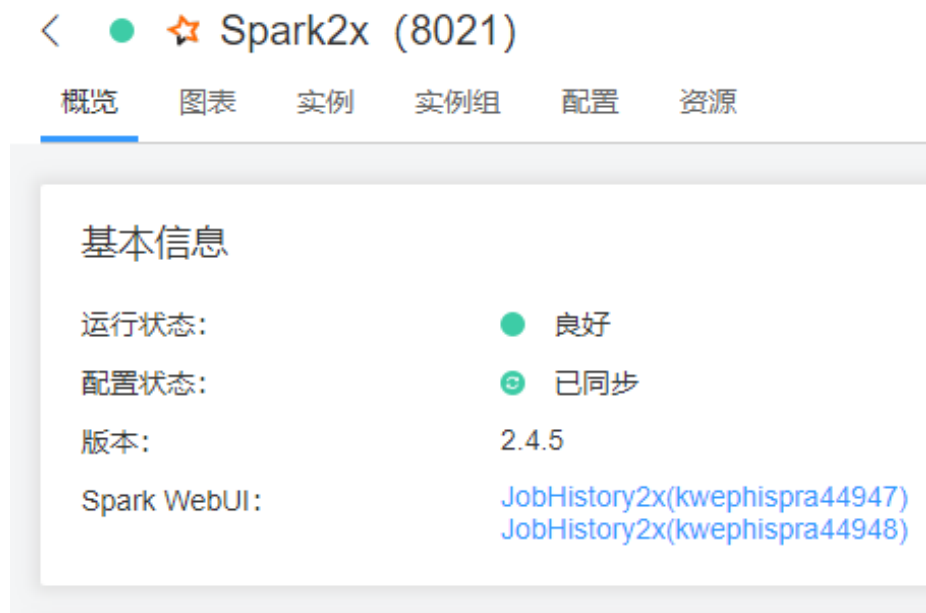 Spark2x (8021)
概览 图表 实例 实例组 配置 资源
基本信息
运行状态: 良好
配置状态: 已同步
版本: 2.4.5
Spark WebUI: JobHistory2x(kwephispra44947)
JobHistory2x(kwephispra44948)